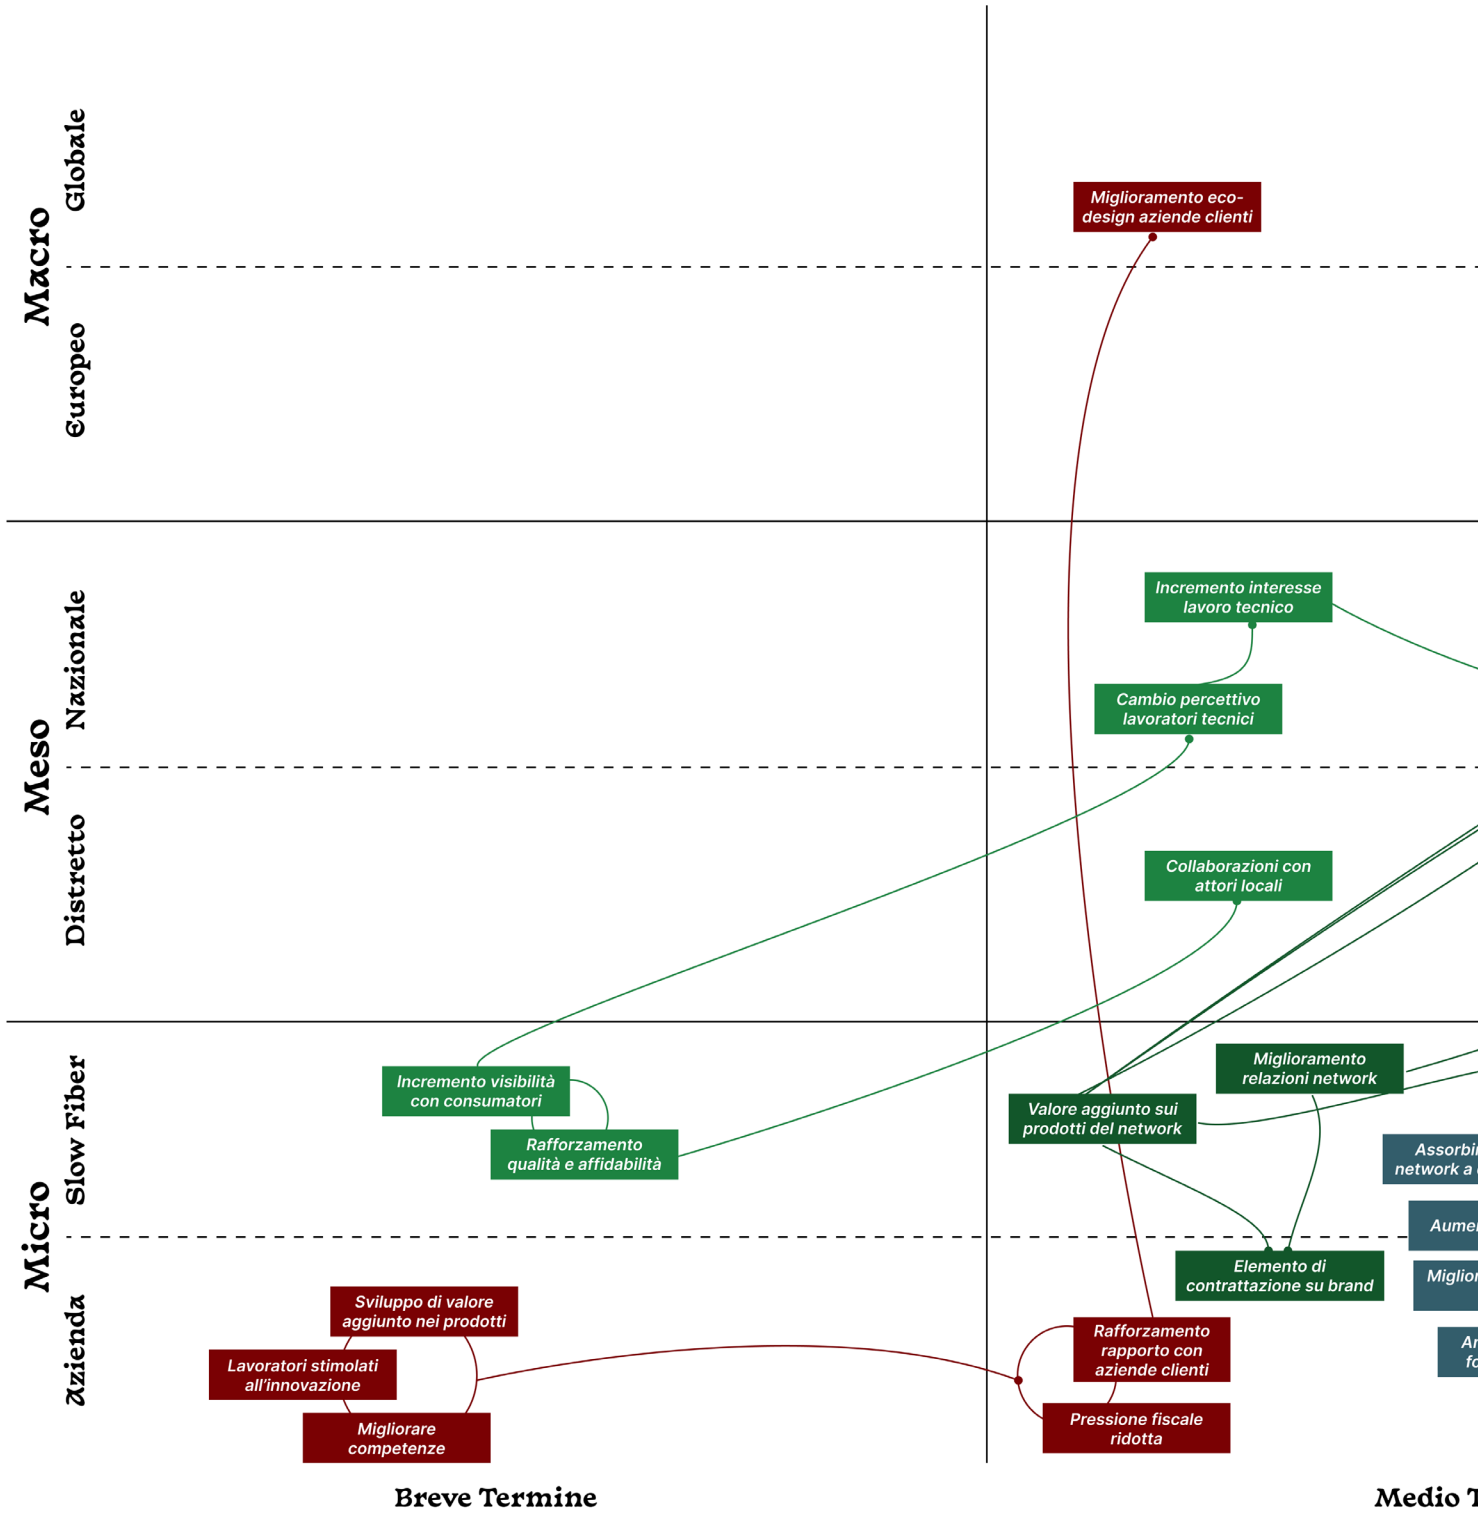 Macro
Globale
Europeo
Miglioramento eco-
design aziende clienti
Meso
Nazionale
Distretto
Incremento interesse
lavoro tecnico
Cambio percettivo
lavoratori tecnici
Collaborazioni con
attori locali
Micro
Slow Fiber
Azienda
Incremento visibilità
con consumatori
Rafforzamento
qualità e affidabilità
Miglioramento
relazioni network
Valore aggiunto sui
prodotti del network
network a
Elemento di
contrattazione su brand
Sviluppo di valore
aggiunto nei prodotti
Lavoratori stimolati
all'innovazione
Migliorare
competenze
Rafforzamento
rapporto con
aziende clienti
Pressione fiscale
ridotta
Breve Termine
Medio